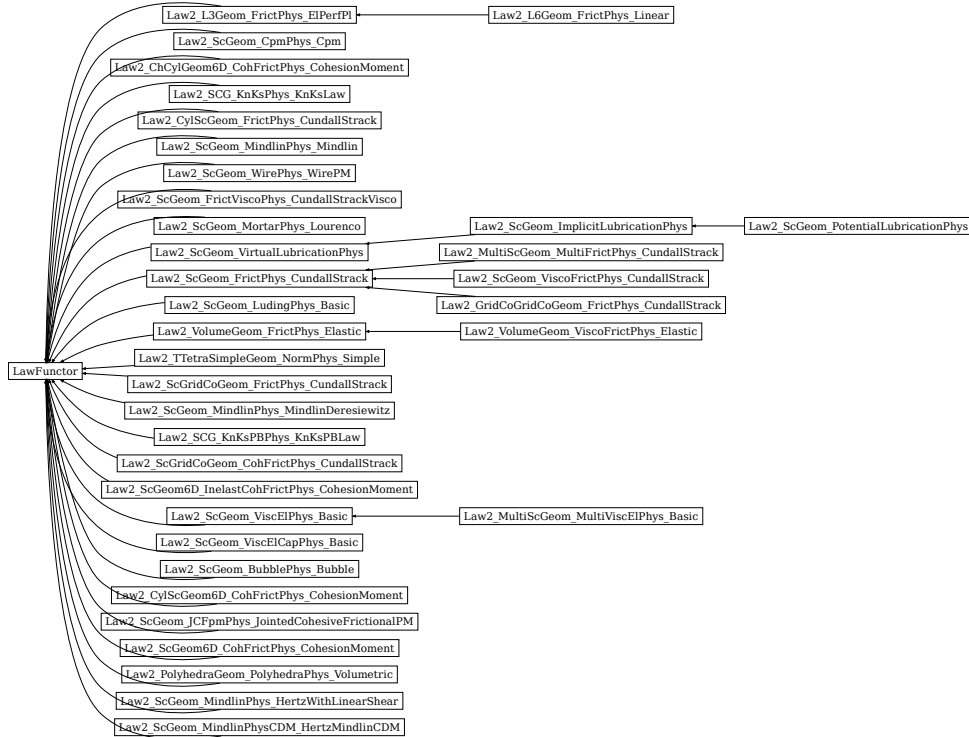 Law2_L3Geom_FrictPhys_ElPerfPl
Law2_L6Geom_FrictPhys_Linear
Law2_ScGeom_CpmPhys_Cpm
Law2_ChCylGeom6D_CohFrictPhys_CohesionMoment
Law2_SCG_KnKsPhys_KnKsLaw
Law2_CylScGeom_FrictPhys_CundallStrack
Law2_ScGeom_MindlinPhys_Mindlin
Law2_ScGeom_WirePhys_WirePM
Law2_ScGeom_FrictViscoPhys_CundallStrackVisco
Law2_ScGeom_MortarPhys_Lourenco
Law2_ScGeom_ImplicitLubricationPhys
Law2_ScGeom_PotentialLubricationPhys
Law2_ScGeom_VirtualLubricationPhys
Law2_MultiScGeom_MultiFrictPhys_CundallStrack
Law2_ScGeom_FrictPhys_CundallStrack
Law2_ScGeom_ViscoFrictPhys_CundallStrack
Law2_ScGeom_LudingPhys_Basic
Law2_GridCoGridCoGeom_FrictPhys_CundallStrack
Law2_VolumeGeom_FrictPhys_Elastic
Law2_VolumeGeom_ViscoFrictPhys_Elastic
Law2_TTetraSimpleGeom_NormPhys_Simple
LawFunctor
Law2_ScGridCoGeom_FrictPhys_CundallStrack
Law2_ScGeom_MindlinPhys_MindlinDeresiewitz
Law2_SCG_KnKsPBPhys_KnKsPBLaw
Law2_ScGridCoGeom_CohFrictPhys_CundallStrack
Law2_ScGeom6D_InelastCohFrictPhys_CohesionMoment
Law2_ScGeom_ViscElPhys_Basic
Law2_MultiScGeom_MultiViscElPhys_Basic
Law2_ScGeom_ViscElCapPhys_Basic
Law2_ScGeom_BubblePhys_Bubble
Law2_CylScGeom6D_CohFrictPhys_CohesionMoment
Law2_ScGeom_JCFpmPhys_JointedCohesiveFrictionalPM
Law2_ScGeom6D_CohFrictPhys_CohesionMoment
Law2_PolyhedraGeom_PolyhedraPhys_Volumetric
Law2_ScGeom_MindlinPhys_HertzWithLinearShear
Law2_ScGeom_MindlinPhysCDM_HertzMindlinCDM